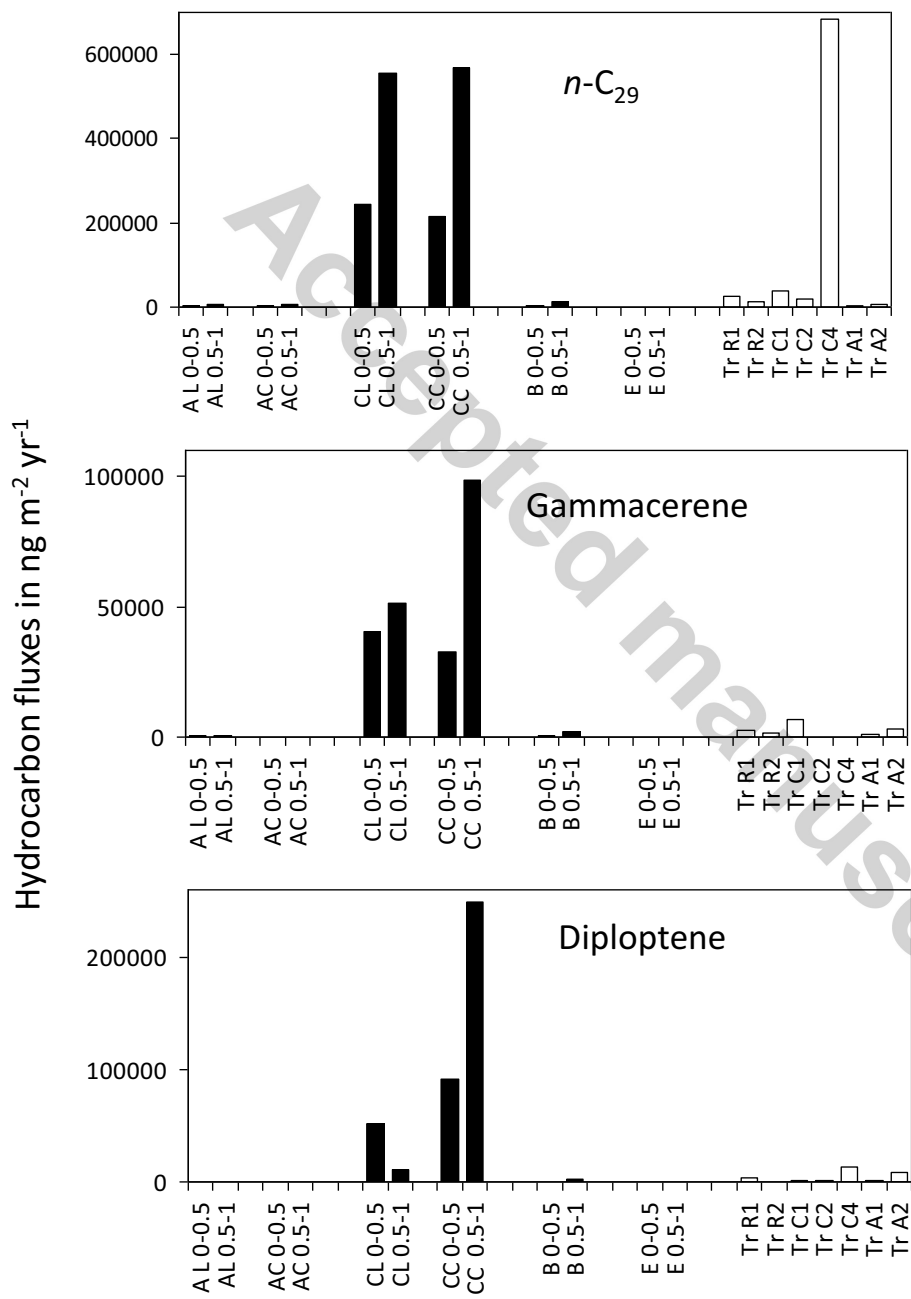 Hydrocarbon fluxes in ng m⁻² yr⁻¹
n-C₂₉
600000
400000
200000
0
A L 0-0.5
AL 0.5-1
AC 0-0.5
AC 0.5-1
CL 0-0.5
CL 0.5-1
CC 0-0.5
CC 0.5-1
B 0-0.5
B 0.5-1
E 0-0.5
E 0.5-1
Tr R1
Tr R2
Tr C1
Tr C2
Tr C4
Tr A1
Tr A2
Gammacerene
100000
50000
0
A L 0-0.5
AL 0.5-1
AC 0-0.5
AC 0.5-1
CL 0-0.5
CL 0.5-1
CC 0-0.5
CC 0.5-1
B 0-0.5
B 0.5-1
E 0-0.5
E 0.5-1
Tr R1
Tr R2
Tr C1
Tr C2
Tr C4
Tr A1
Tr A2
Diploptene
200000
100000
0
A L 0-0.5
AL 0.5-1
AC 0-0.5
AC 0.5-1
CL 0-0.5
CL 0.5-1
CC 0-0.5
CC 0.5-1
B 0-0.5
B 0.5-1
E 0-0.5
E 0.5-1
Tr R1
Tr R2
Tr C1
Tr C2
Tr C4
Tr A1
Tr A2
Accepted manus